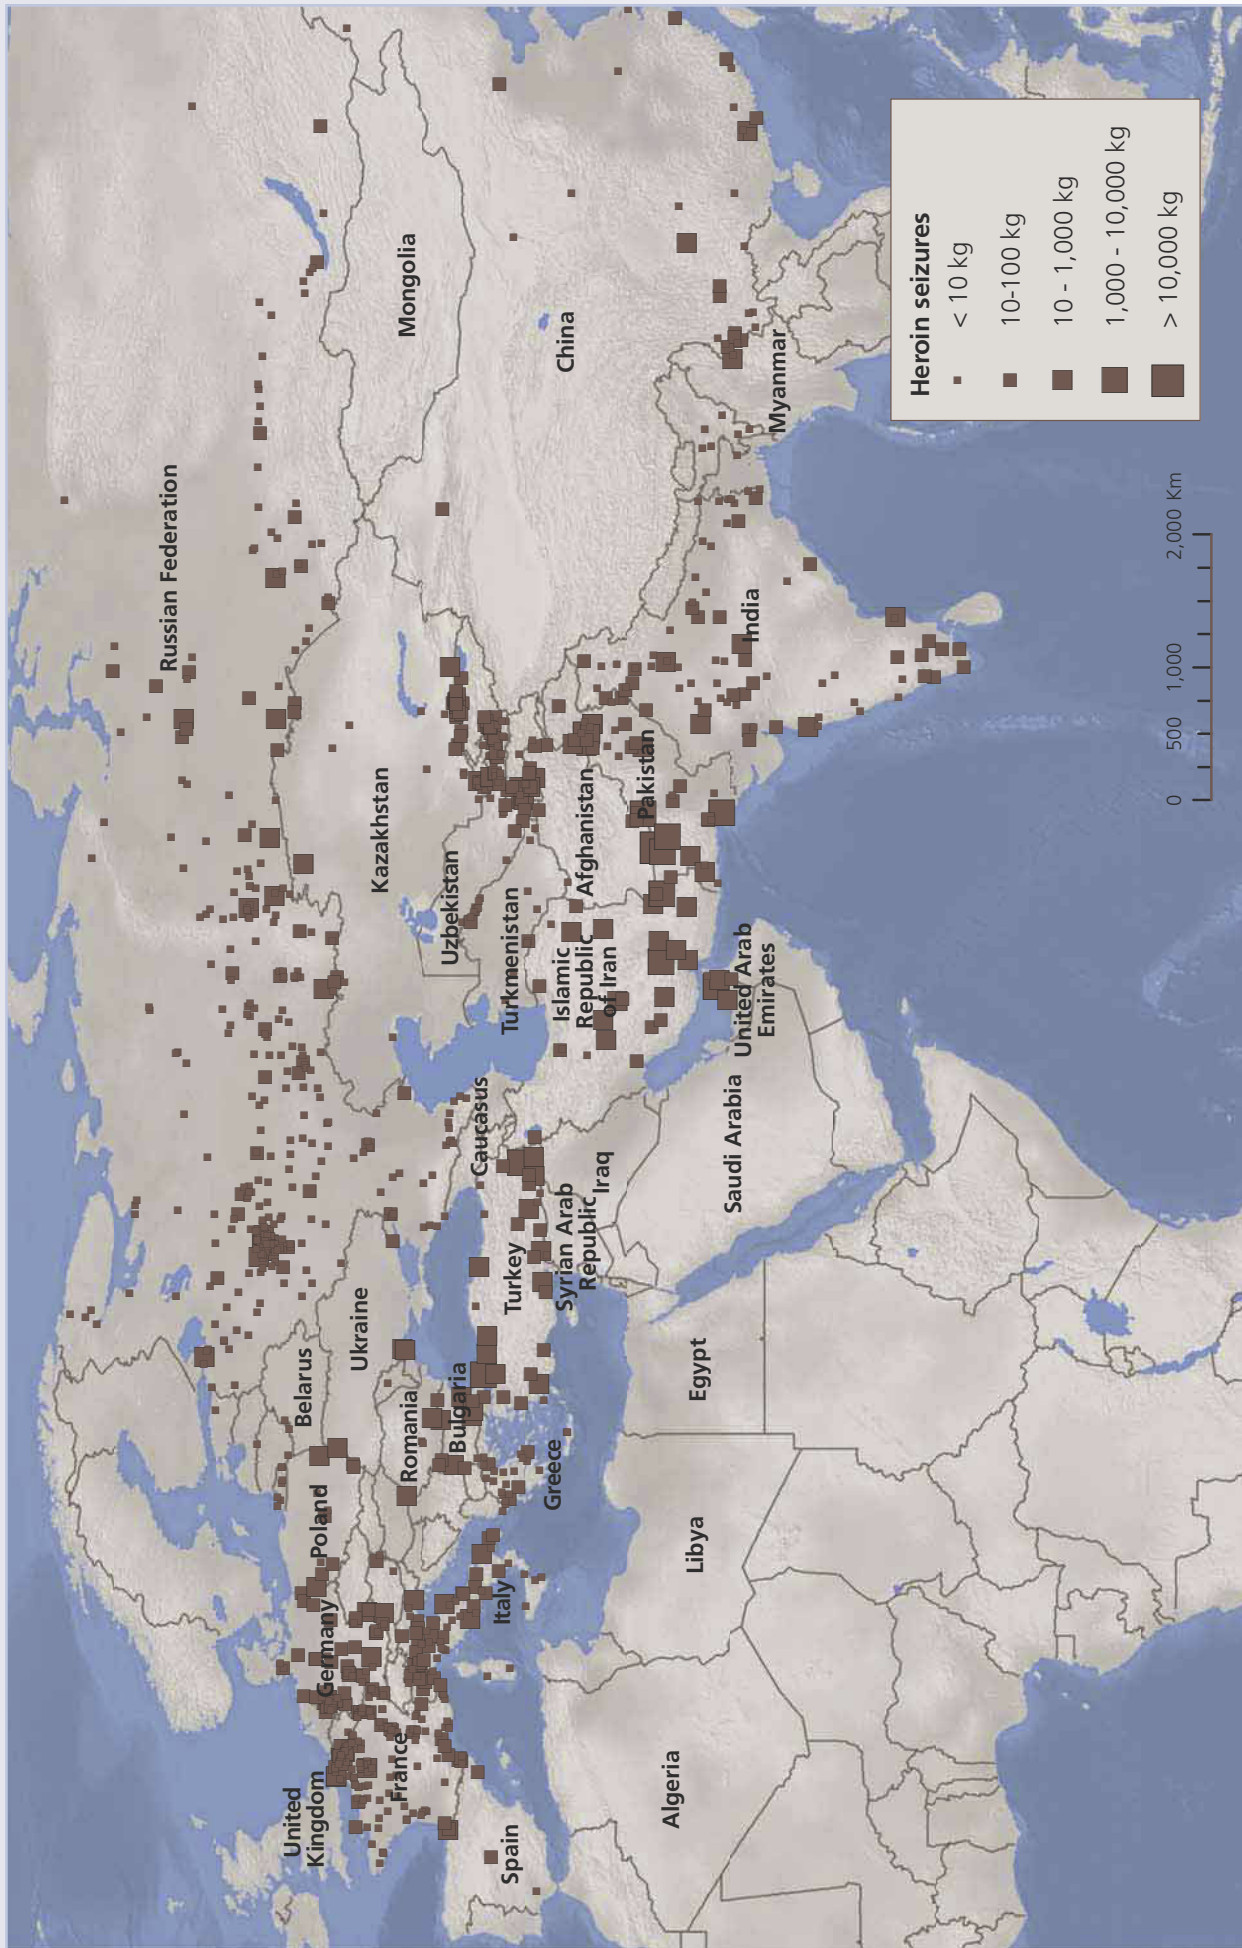 Russian Federation
Mongolia
Kazakhstan
China
United
Kingdom
Germany
Poland
Belarus
Ukraine
France
Romania
Bulgaria
Caucasus
Uzbekistan
Turkmenistan
Spain
Italy
Greece
Turkey
Syrian Arab
Republic
Iraq
Islamic
Republic
of Iran
Afghanistan
Pakistan
India
Myanmar
Algeria
Libya
Egypt
Saudi Arabia
United Arab
Emirates
Heroin seizures
< 10 kg
10-100 kg
10 - 1,000 kg
1,000 - 10,000 kg
> 10,000 kg
0 500 1,000 2,000 Km